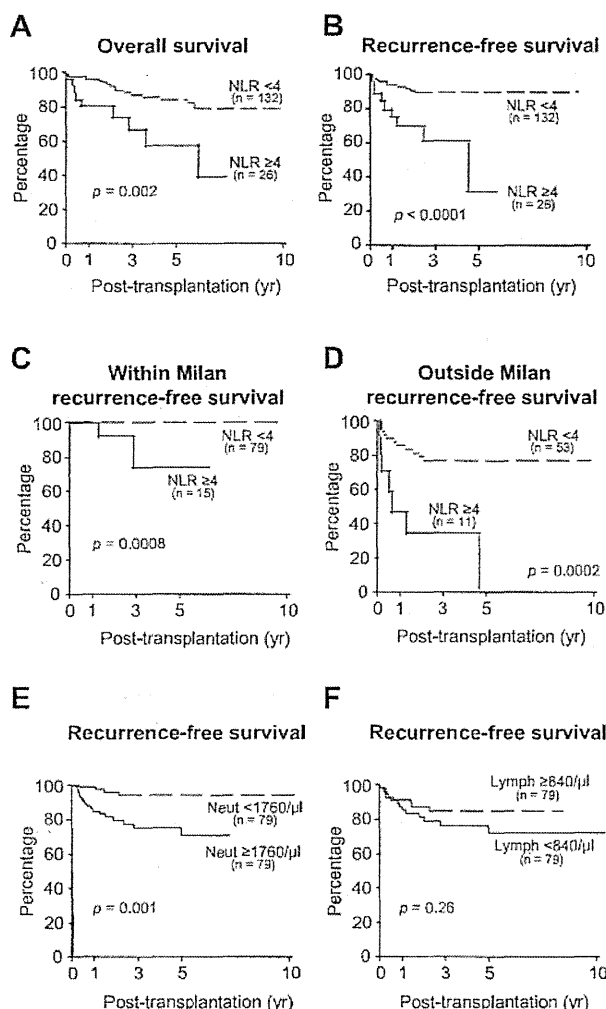 A
Overall survival
100
80
60
40
20
0
Percentage
NLR <4
(n = 132)
NLR ≥4
(n = 26)
p = 0.002
0 1 3 5 10
Post-transplantation (yr)
B
Recurrence-free survival
100
80
60
40
20
0
Percentage
NLR <4
(n = 132)
NLR ≥4
(n = 26)
p < 0.0001
0 1 3 5 10
Post-transplantation (yr)
C
Within Milan
recurrence-free survival
100
80
60
40
20
0
Percentage
NLR <4
(n = 79)
NLR ≥4
(n = 15)
p = 0.0008
0 1 3 5 10
Post-transplantation (yr)
D
Outside Milan
recurrence-free survival
100
80
60
40
20
0
Percentage
NLR <4
(n = 53)
NLR ≥4
(n = 11)
p = 0.0002
0 1 3 5 10
Post-transplantation (yr)
E
Recurrence-free survival
100
80
60
40
20
0
Percentage
Neut <1760/µl
(n = 79)
Neut ≥1760/µl
(n = 79)
p = 0.001
0 1 3 5 10
Post-transplantation (yr)
F
Recurrence-free survival
100
80
60
40
20
0
Percentage
Lymph ≥840/µl
(n = 79)
Lymph <840/µl
(n = 79)
p = 0.26
0 1 3 5 10
Post-transplantation (yr)